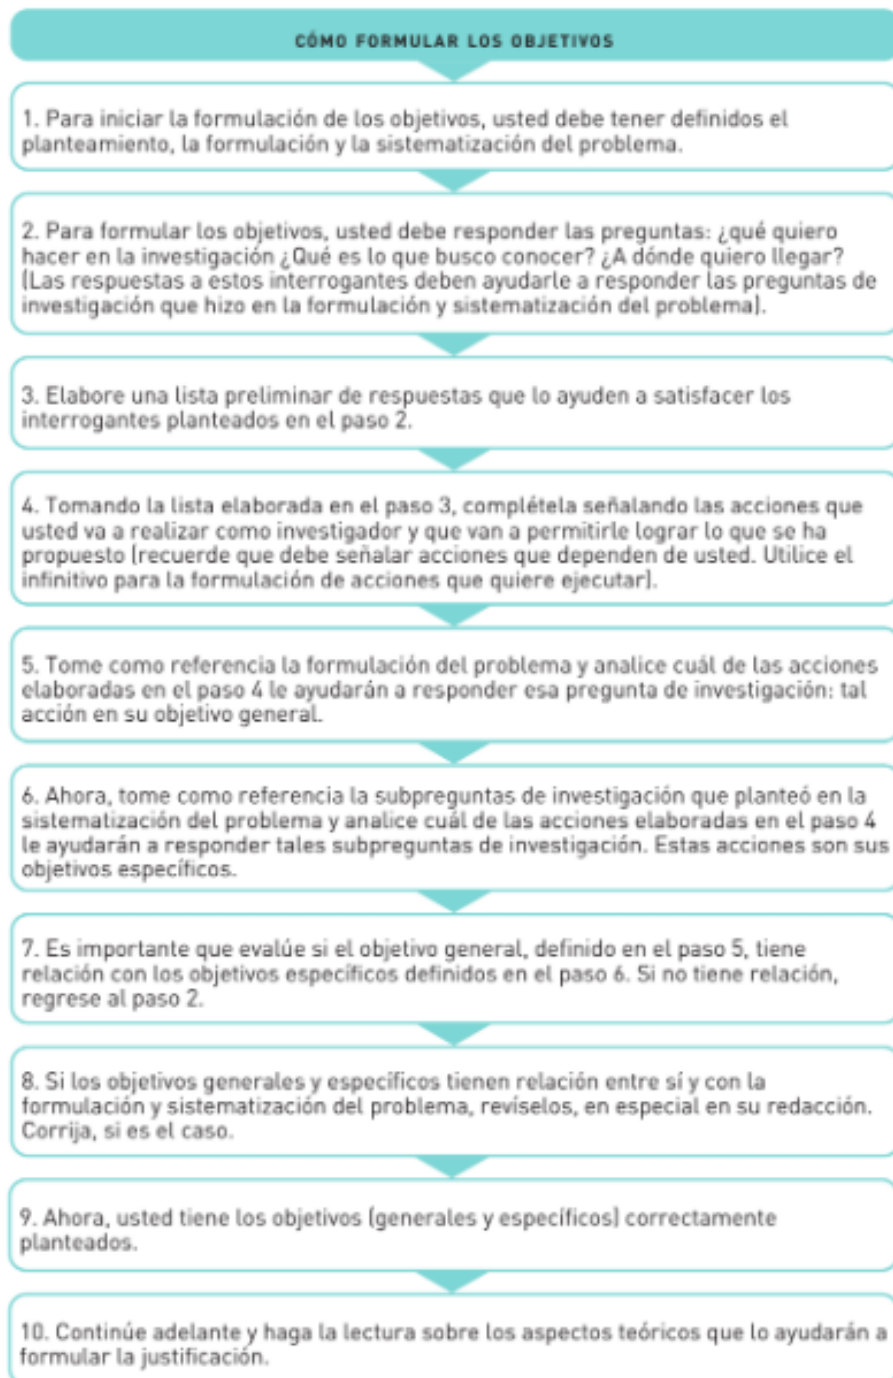 CÓMO FORMULAR LOS OBJETIVOS
1. Para iniciar la formulación de los objetivos, usted debe tener definidos el
planteamiento, la formulación y la sistematización del problema.
2. Para formular los objetivos, usted debe responder las preguntas: ¿qué quiero
hacer en la investigación ¿Qué es lo que busco conocer? ¿A dónde quiero llegar?
(Las respuestas a estos interrogantes deben ayudarle a responder las preguntas de
investigación que hizo en la formulación y sistematización del problema).
3. Elabore una lista preliminar de respuestas que lo ayuden a satisfacer los
interrogantes planteados en el paso 2.
4. Tomando la lista elaborada en el paso 3, complétela señalando las acciones que
usted va a realizar como investigador y que van a permitirle lograr lo que se ha
propuesto (recuerde que debe señalar acciones que dependen de usted. Utilice el
infinitivo para la formulación de acciones que quiere ejecutar).
5. Tome como referencia la formulación del problema y analice cuál de las acciones
elaboradas en el paso 4 le ayudarán a responder esa pregunta de investigación: tal
acción en su objetivo general.
6. Ahora, tome como referencia la subpreguntas de investigación que planteó en la
sistematización del problema y analice cuál de las acciones elaboradas en el paso 4
le ayudarán a responder tales subpreguntas de investigación. Estas acciones son sus
objetivos específicos.
7. Es importante que evalúe si el objetivo general, definido en el paso 5, tiene
relación con los objetivos específicos definidos en el paso 6. Si no tiene relación,
regrese al paso 2.
8. Si los objetivos generales y específicos tienen relación entre sí y con la
formulación y sistematización del problema, revíselos, en especial en su redacción.
Corrija, si es el caso.
9. Ahora, usted tiene los objetivos (generales y específicos) correctamente
planteados.
10. Continúe adelante y haga la lectura sobre los aspectos teóricos que lo ayudarán a
formular la justificación.